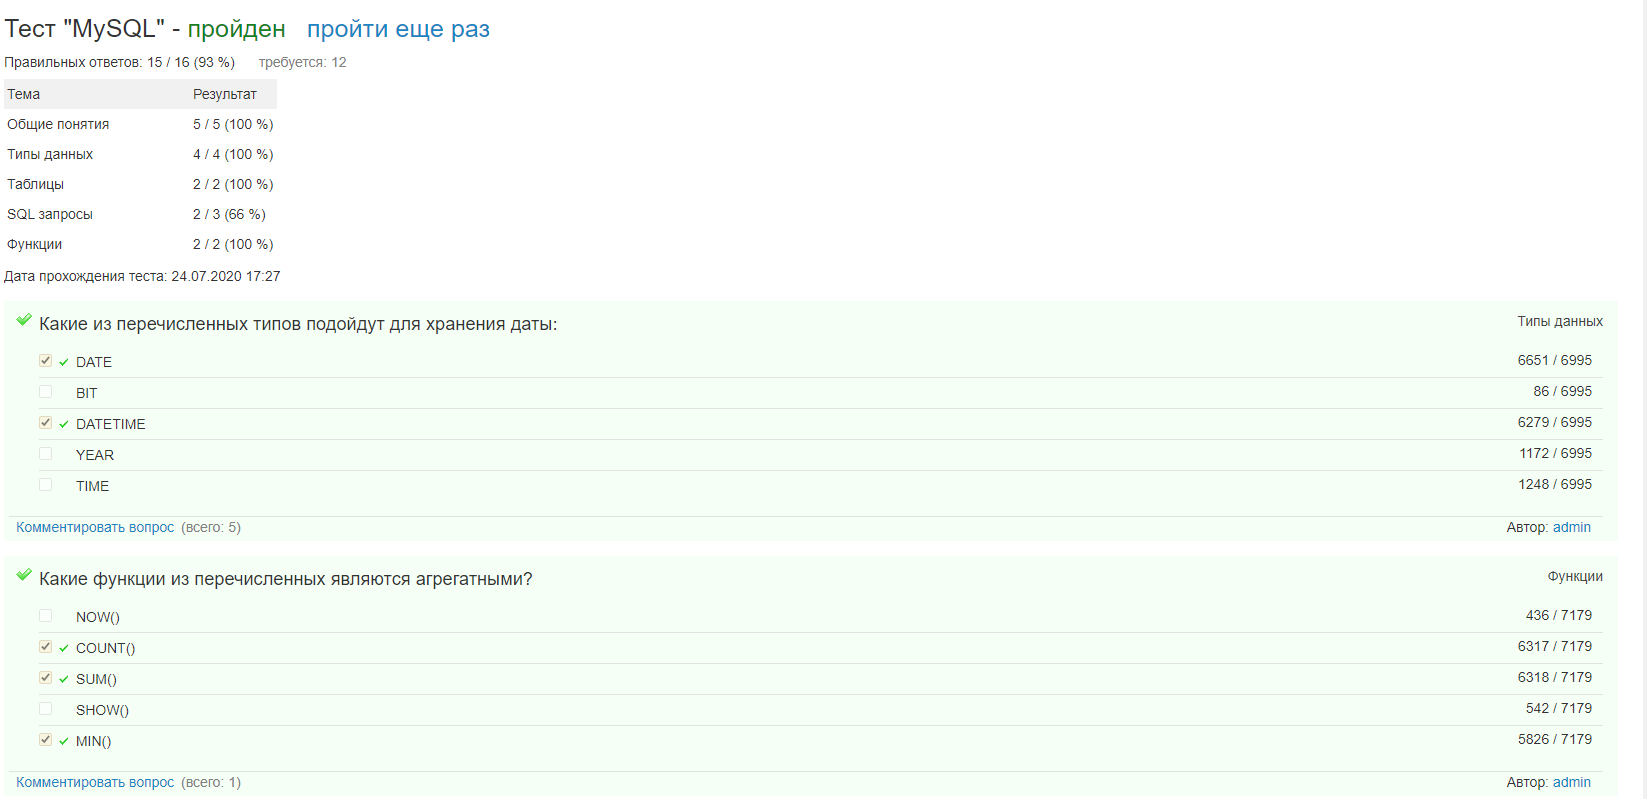 Тест "MySQL" - пройден пройти еще раз
Правильных ответов: 15 / 16 (93 %) требуется: 12
Тема Результат
Общие понятия 5 / 5 (100 %)
Типы данных 4 / 4 (100 %)
Таблицы 2 / 2 (100 %)
SQL запросы 2 / 3 (66 %)
Функции 2 / 2 (100 %)
Дата прохождения теста: 24.07.2020 17:27
Какие из перечисленных типов подойдут для хранения даты: Типы данных
DATE 6651 / 6995
BIT 86 / 6995
DATETIME 6279 / 6995
YEAR 1172 / 6995
TIME 1248 / 6995
Комментировать вопрос (всего: 5) Автор: admin
Какие функции из перечисленных являются агрегатными? Функции
NOW() 436 / 7179
COUNT() 6317 / 7179
SUM() 6318 / 7179
SHOW() 542 / 7179
MIN() 5826 / 7179
Комментировать вопрос (всего: 1) Автор: admin